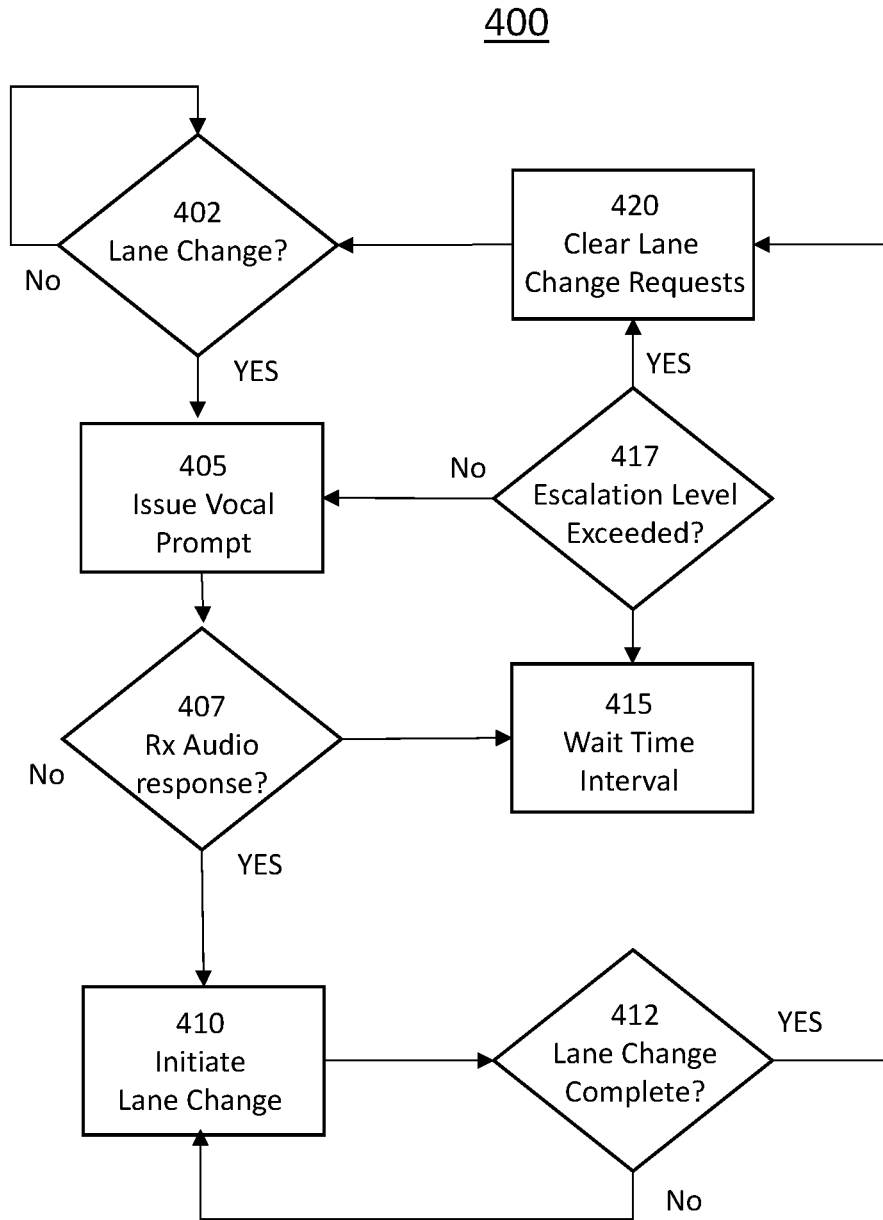 400
402
Lane Change?
No
YES
420
Clear Lane
Change Requests
YES
405
Issue Vocal
Prompt
No
417
Escalation Level
Exceeded?
407
Rx Audio
response?
No
YES
415
Wait Time
Interval
410
Initiate
Lane Change
412
Lane Change
Complete?
YES
No